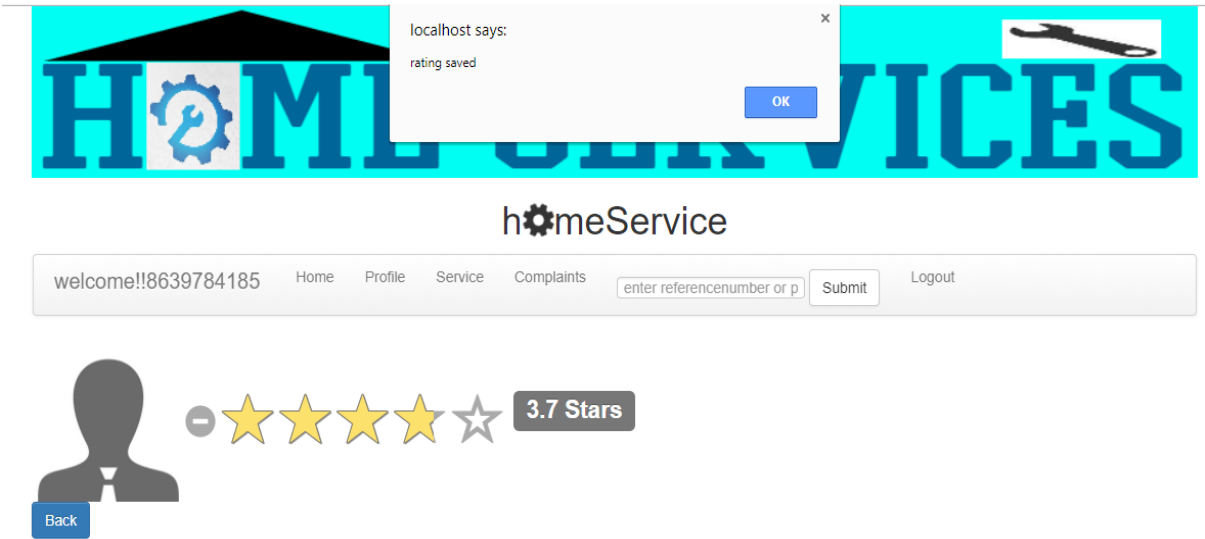 localhost says:
rating saved
OK
HOME SERVICES
homeService
welcome!!8639784185 Home Profile Service Complaints enter referencenumber or p Submit Logout
3.7 Stars
Back